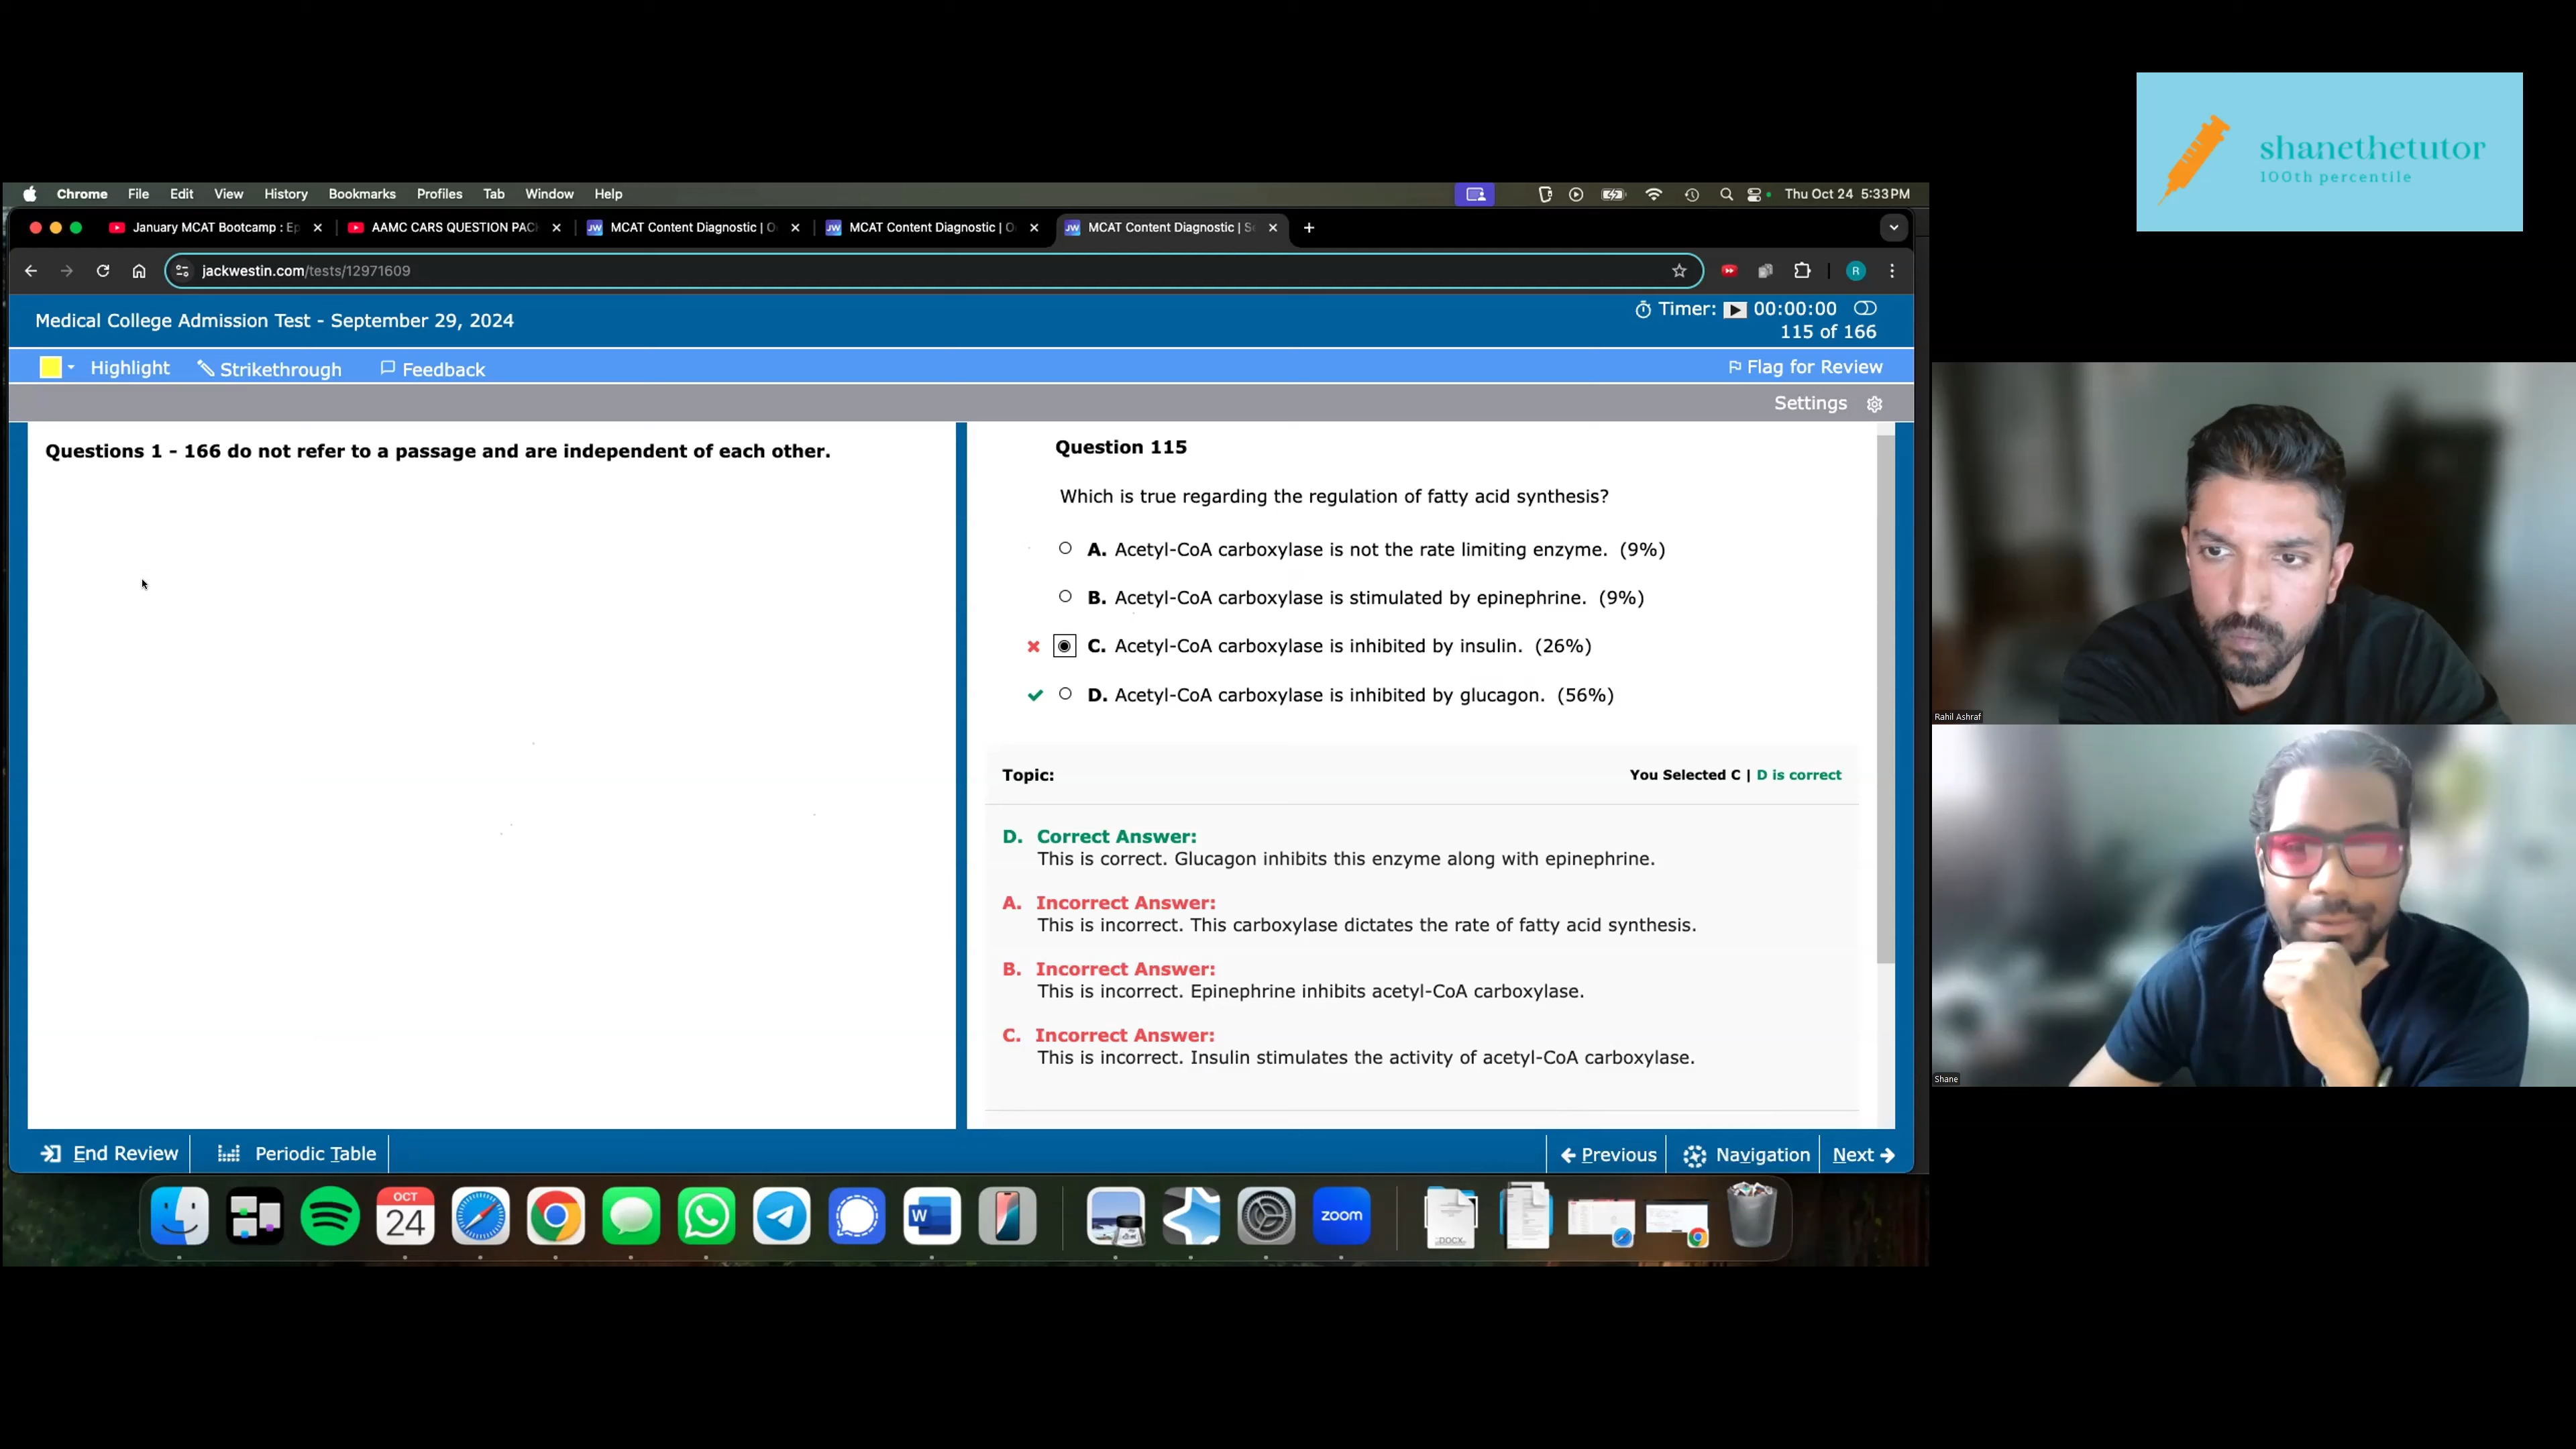 shanethetutor
100th percentile
Chrome File Edit View History Bookmarks Profiles Tab Window Help
Thu Oct 24 5:33 PM
January MCAT Bootcamp : Ep
AAMC CARS QUESTION PAC
JW MCAT Content Diagnostic | O
JW MCAT Content Diagnostic | O
JW MCAT Content Diagnostic | S
jackwestin.com/tests/12971609
R
Medical College Admission Test - September 29, 2024
Timer: 00:00:00
115 of 166
Highlight Strikethrough Feedback
Flag for Review
Settings
Questions 1 - 166 do not refer to a passage and are independent of each other.
Question 115
Which is true regarding the regulation of fatty acid synthesis?
A. Acetyl-CoA carboxylase is not the rate limiting enzyme. (9%)
B. Acetyl-CoA carboxylase is stimulated by epinephrine. (9%)
C. Acetyl-CoA carboxylase is inhibited by insulin. (26%)
D. Acetyl-CoA carboxylase is inhibited by glucagon. (56%)
Topic:
You Selected C | D is correct
D. Correct Answer:
This is correct. Glucagon inhibits this enzyme along with epinephrine.
A. Incorrect Answer:
This is incorrect. This carboxylase dictates the rate of fatty acid synthesis.
B. Incorrect Answer:
This is incorrect. Epinephrine inhibits acetyl-CoA carboxylase.
C. Incorrect Answer:
This is incorrect. Insulin stimulates the activity of acetyl-CoA carboxylase.
End Review
Periodic Table
Previous
Navigation
Next
OCT
24
W
zoom
DOCX
Rahil Ashraf
Shane